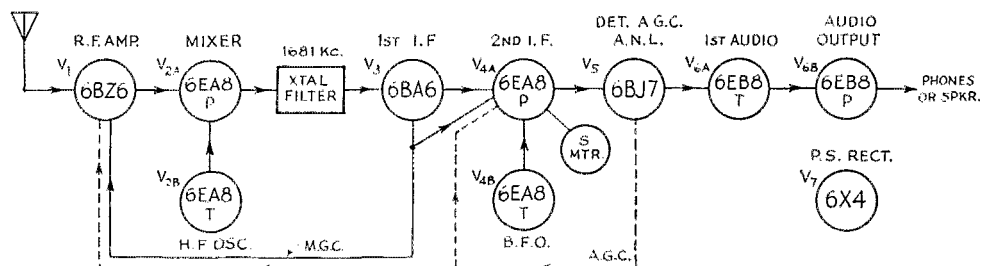 R.F. AMP.
V1
6BZ6
MIXER
V2A
6EA8
P
V2B
6EA8
T
H.F OSC.
1681 Kc.
XTAL
FILTER
1ST I.F
V3
6BA6
M.G.C.
2ND I.F.
V4A
6EA8
P
S
MTR.
V4B
6EA8
T
B.F.O.
DET. A G.C.
A.N.L.
V5
6BJ7
A.G.C.
1ST AUDIO
V6A
6EB8
T
AUDIO
OUTPUT
V6B
6EB8
P
PHONES
OR SPKR.
P.S. RECT.
V7
6X4